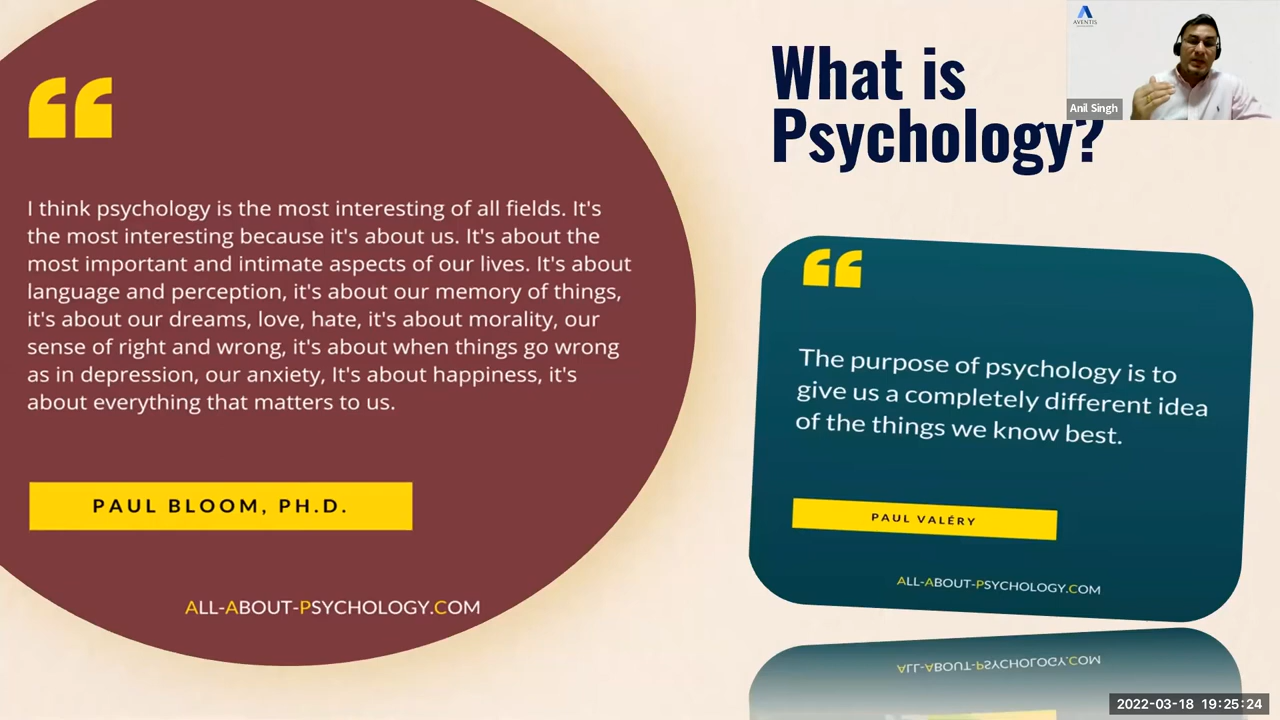 What is
Psychology?
AVENTIS
Anil Singh
I think psychology is the most interesting of all fields. It's
the most interesting because it's about us. It's about the
most important and intimate aspects of our lives. It's about
language and perception, it's about our memory of things,
it's about our dreams, love, hate, it's about morality, our
sense of right and wrong, it's about when things go wrong
as in depression, our anxiety, It's about happiness, it's
about everything that matters to us.
PAUL BLOOM, PH.D.
ALL-ABOUT-PSYCHOLOGY.COM
The purpose of psychology is to
give us a completely different idea
of the things we know best.
PAUL VALÉRY
ALL-ABOUT-PSYCHOLOGY.COM
ALL-ABOUT-PSYCHOLOGY.COM
2022-03-18 19:25:24